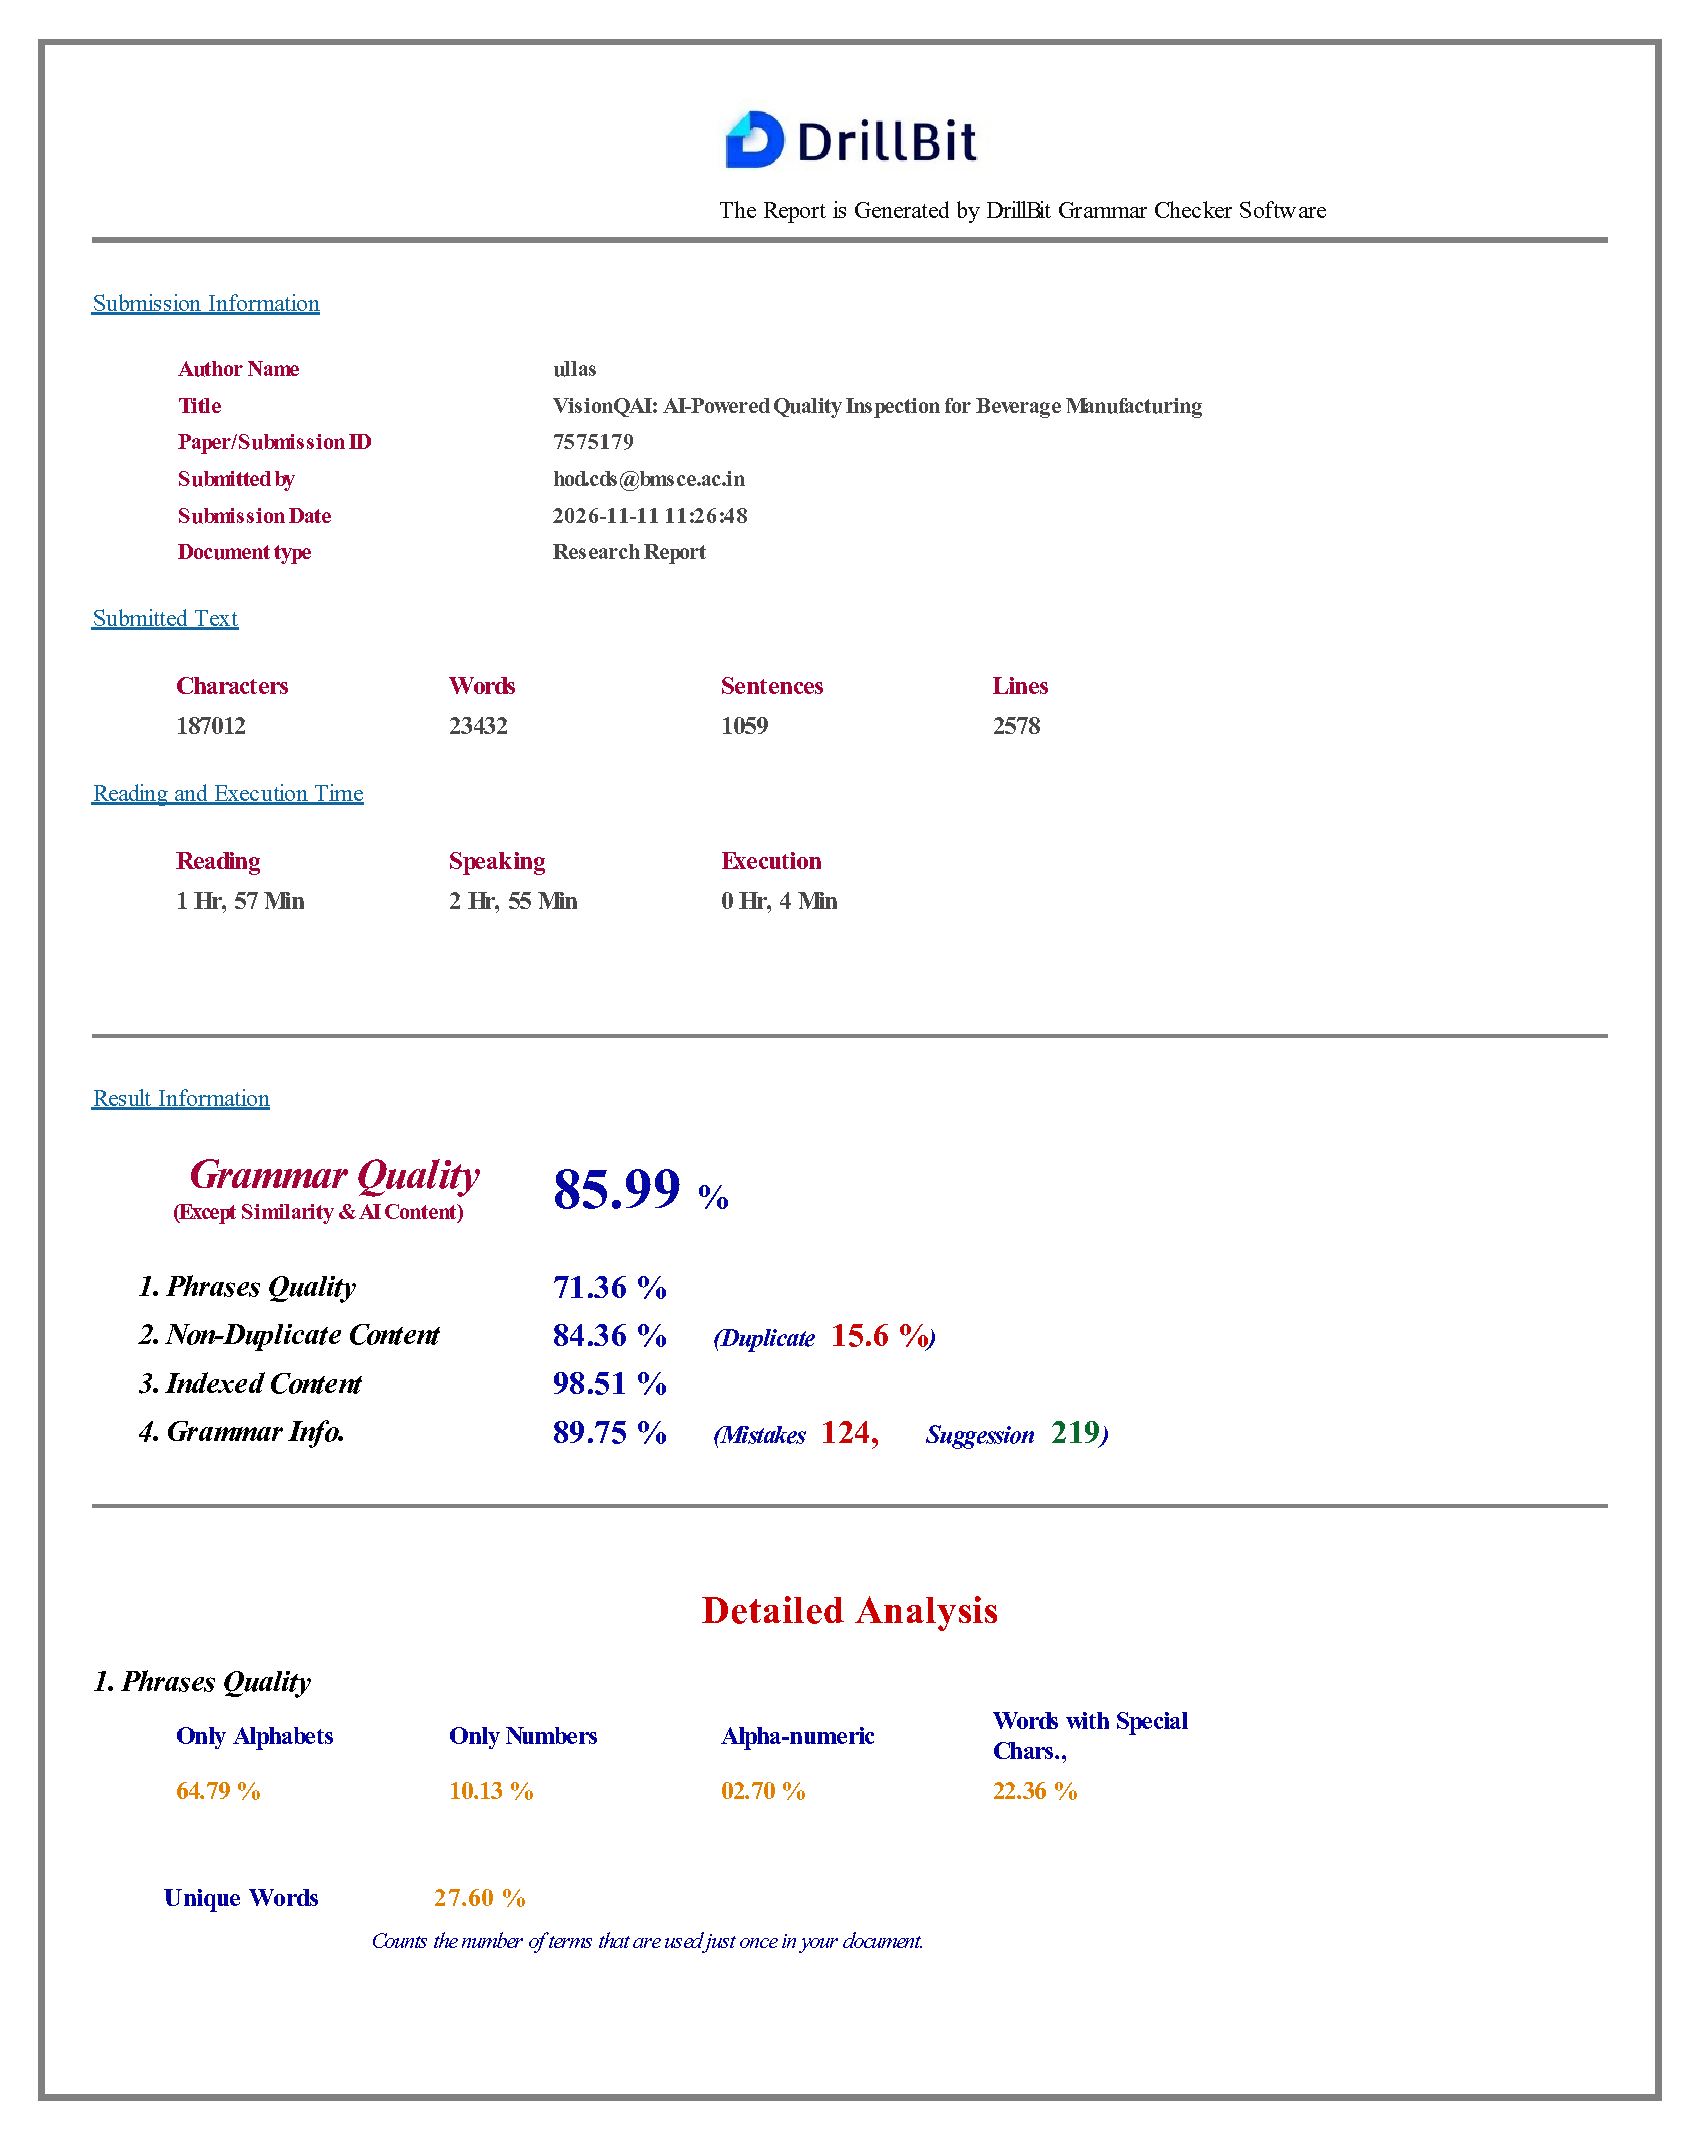 DrillBit
The Report is Generated by DrillBit Grammar Checker Software
Submission Information
Author Name ullas
Title VisionQAI: AI-Powered Quality Inspection for Beverage Manufacturing
Paper/Submission ID 7575179
Submitted by hod.cds@bmsce.ac.in
Submission Date 2026-11-11 11:26:48
Document type Research Report
Submitted Text
Characters Words Sentences Lines
187012 23432 1059 2578
Reading and Execution Time
Reading Speaking Execution
1 Hr, 57 Min 2 Hr, 55 Min 0 Hr, 4 Min
Result Information
Grammar Quality 85.99 %
(Except Similarity & AI Content)
1. Phrases Quality 71.36 %
2. Non-Duplicate Content 84.36 % (Duplicate 15.6 %)
3. Indexed Content 98.51 %
4. Grammar Info. 89.75 % (Mistakes 124, Suggession 219)
Detailed Analysis
1. Phrases Quality
Only Alphabets Only Numbers Alpha-numeric Words with Special
Chars.,
64.79 % 10.13 % 02.70 % 22.36 %
Unique Words 27.60 %
Counts the number of terms that are used just once in your document.